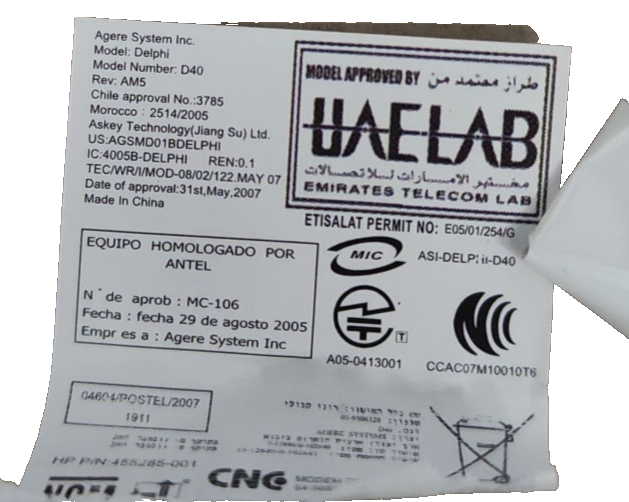 Agere System Inc.
Model: Delphi
Model Number: D40
Rev: AM5
Chile approval No.:3785
Morocco : 2514/2005
Askey Technology(Jiang Su) Ltd.
US:AGSMD01BDELPHI
IC:4005B-DELPHI REN:0.1
TEC/WR/I/MOD-08/02/122.MAY 07
Date of approval:31st,May,2007
Made In China
MODEL APPROVED BY طراز معتمد من
UAELAB
مختبر الامارات للاتصالات
EMIRATES TELECOM LAB
ETISALAT PERMIT NO: E05/01/254/G
EQUIPO HOMOLOGADO POR
ANTEL
N° de aprob : MC-106
Fecha : fecha 29 de agosto 2005
Empr es a : Agere System Inc
MIC
T
A05-0413001
CCAC07M10010T6
04604/POSTEL/2007
1911
HP P/N:455285-001
CNC